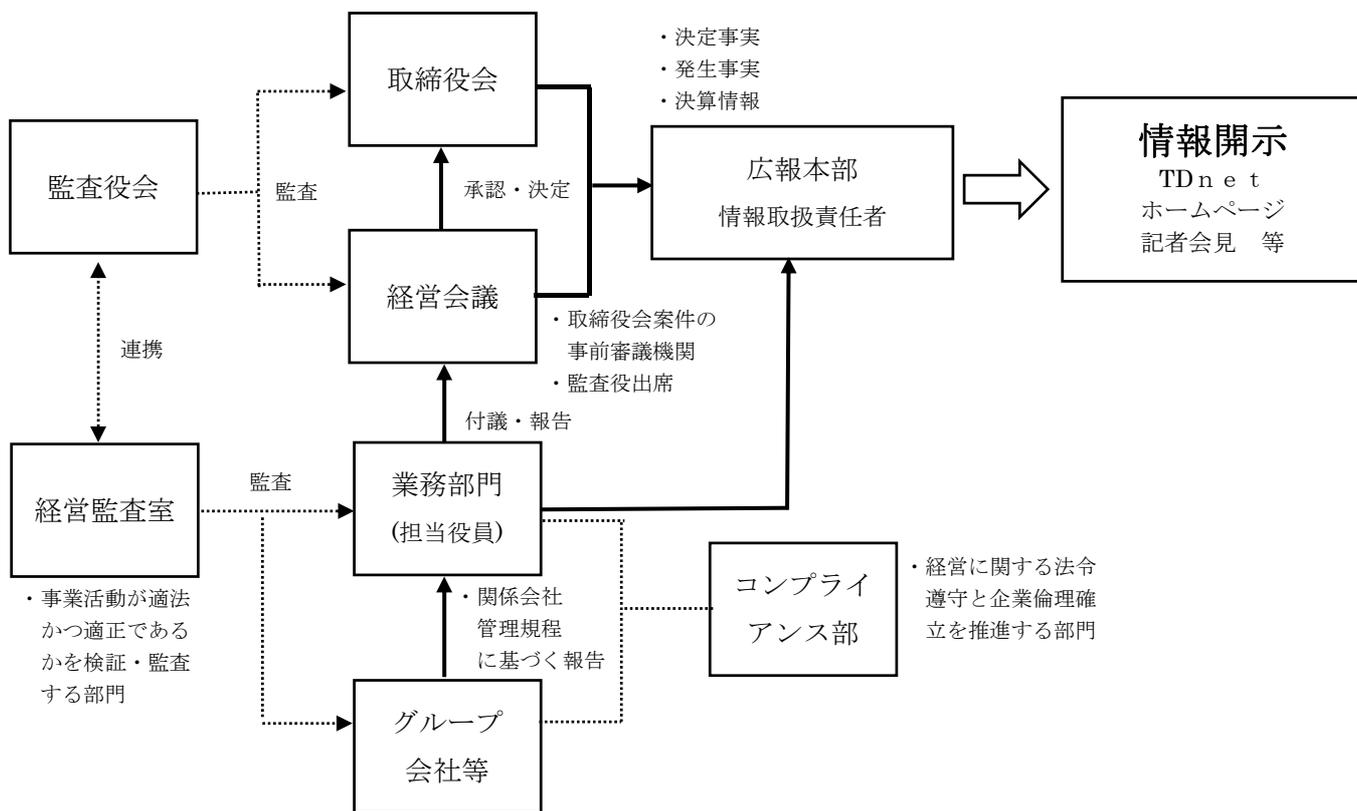 ・決定事実
・発生事実
・決算情報
取締役会
監査役会
監査
承認・決定
広報本部
情報取扱責任者
情報開示
TDｎｅｔ
ホームページ
記者会見　等
経営会議
・取締役会案件の
事前審議機関
・監査役出席
連携
付議・報告
経営監査室
監査
業務部門
(担当役員)
・事業活動が適法
かつ適正である
かを検証・監査
する部門
・関係会社
管理規程
に基づく報告
コンプライ
アンス部
・経営に関する法令
遵守と企業倫理確
立を推進する部門
グループ
会社等